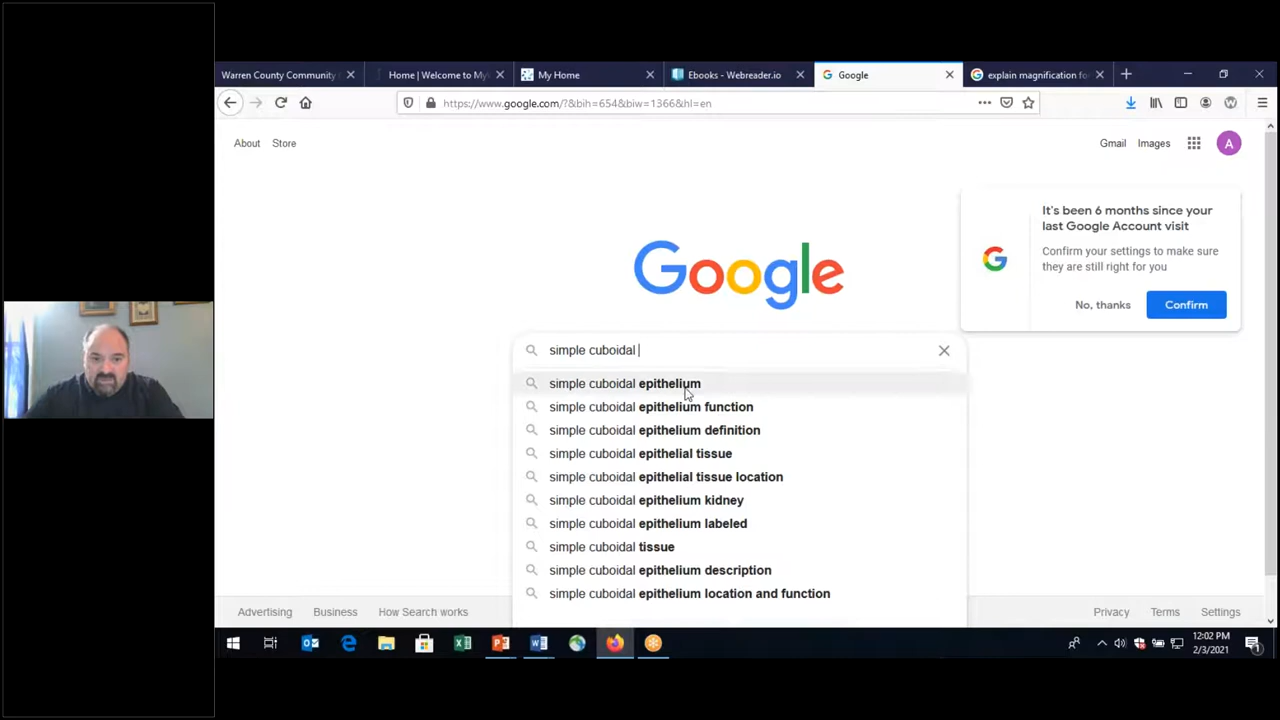 Warren County Community
Home | Welcome to My
My Home
Ebooks - Webreader.io
Google
explain magnification fo
https://www.google.com/?&bih=654&biw=1366&hl=en
About
Store
Gmail
Images
A
It's been 6 months since your
last Google Account visit
Confirm your settings to make sure
they are still right for you
No, thanks
Confirm
Google
simple cuboidal
simple cuboidal epithelium
simple cuboidal epithelium function
simple cuboidal epithelium definition
simple cuboidal epithelial tissue
simple cuboidal epithelial tissue location
simple cuboidal epithelium kidney
simple cuboidal epithelium labeled
simple cuboidal tissue
simple cuboidal epithelium description
simple cuboidal epithelium location and function
Advertising
Business
How Search works
Privacy
Terms
Settings
12:02 PM
2/3/2021